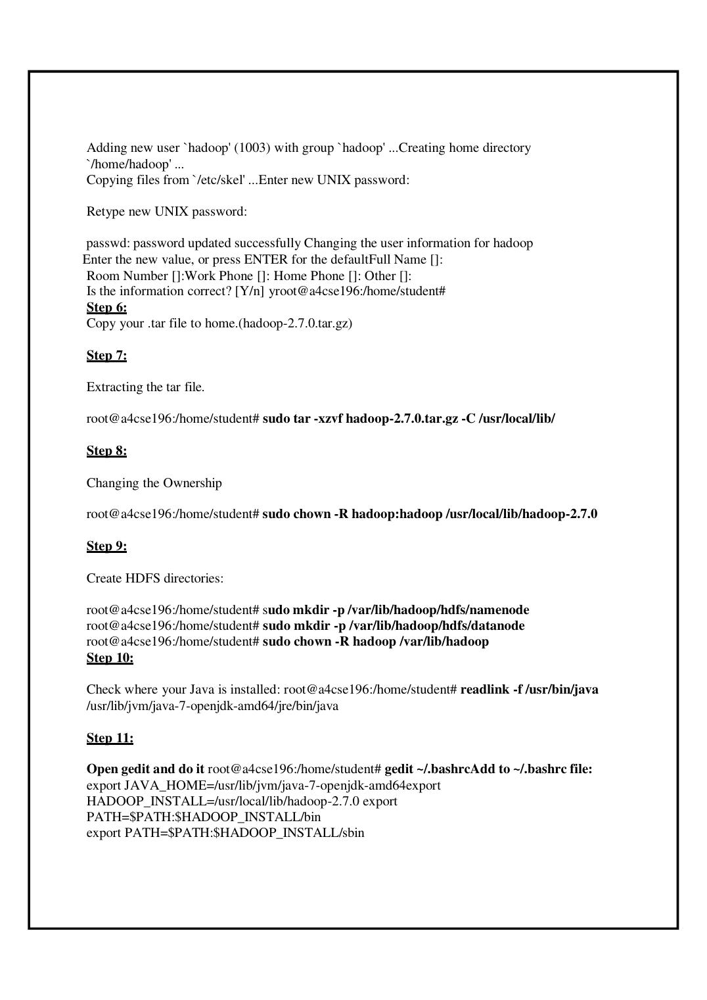 Adding new user `hadoop' (1003) with group `hadoop' ...Creating home directory
`/home/hadoop' ...
Copying files from `/etc/skel' ...Enter new UNIX password:
Retype new UNIX password:
passwd: password updated successfully Changing the user information for hadoop
Enter the new value, or press ENTER for the defaultFull Name []:
Room Number []:Work Phone []: Home Phone []: Other []:
Is the information correct? [Y/n] yroot@a4cse196:/home/student#
Step 6:
Copy your .tar file to home.(hadoop-2.7.0.tar.gz)
Step 7:
Extracting the tar file.
root@a4cse196:/home/student# sudo tar -xzvf hadoop-2.7.0.tar.gz -C /usr/local/lib/
Step 8:
Changing the Ownership
root@a4cse196:/home/student# sudo chown -R hadoop:hadoop /usr/local/lib/hadoop-2.7.0
Step 9:
Create HDFS directories:
root@a4cse196:/home/student# sudo mkdir -p /var/lib/hadoop/hdfs/namenode
root@a4cse196:/home/student# sudo mkdir -p /var/lib/hadoop/hdfs/datanode
root@a4cse196:/home/student# sudo chown -R hadoop /var/lib/hadoop
Step 10:
Check where your Java is installed: root@a4cse196:/home/student# readlink -f /usr/bin/java
/usr/lib/jvm/java-7-openjdk-amd64/jre/bin/java
Step 11:
Open gedit and do it root@a4cse196:/home/student# gedit ~/.bashrcAdd to ~/.bashrc file:
export JAVA_HOME=/usr/lib/jvm/java-7-openjdk-amd64export
HADOOP_INSTALL=/usr/local/lib/hadoop-2.7.0 export
PATH=$PATH:$HADOOP_INSTALL/bin
export PATH=$PATH:$HADOOP_INSTALL/sbin